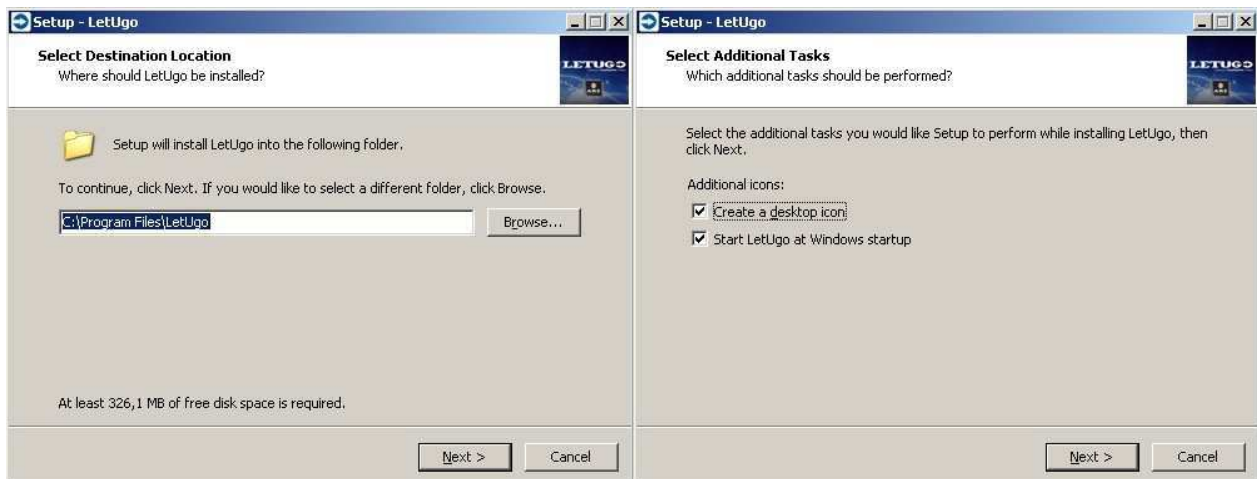 Setup - LetUgo
Select Destination Location
Where should LetUgo be installed?
LETUGO
Setup will install LetUgo into the following folder.
To continue, click Next. If you would like to select a different folder, click Browse.
C:\Program Files\LetUgo
Browse...
At least 326,1 MB of free disk space is required.
Next >
Cancel
Setup - LetUgo
Select Additional Tasks
Which additional tasks should be performed?
LETUGO
Select the additional tasks you would like Setup to perform while installing LetUgo, then
click Next.
Additional icons:
Create a desktop icon
Start LetUgo at Windows startup
Next >
Cancel